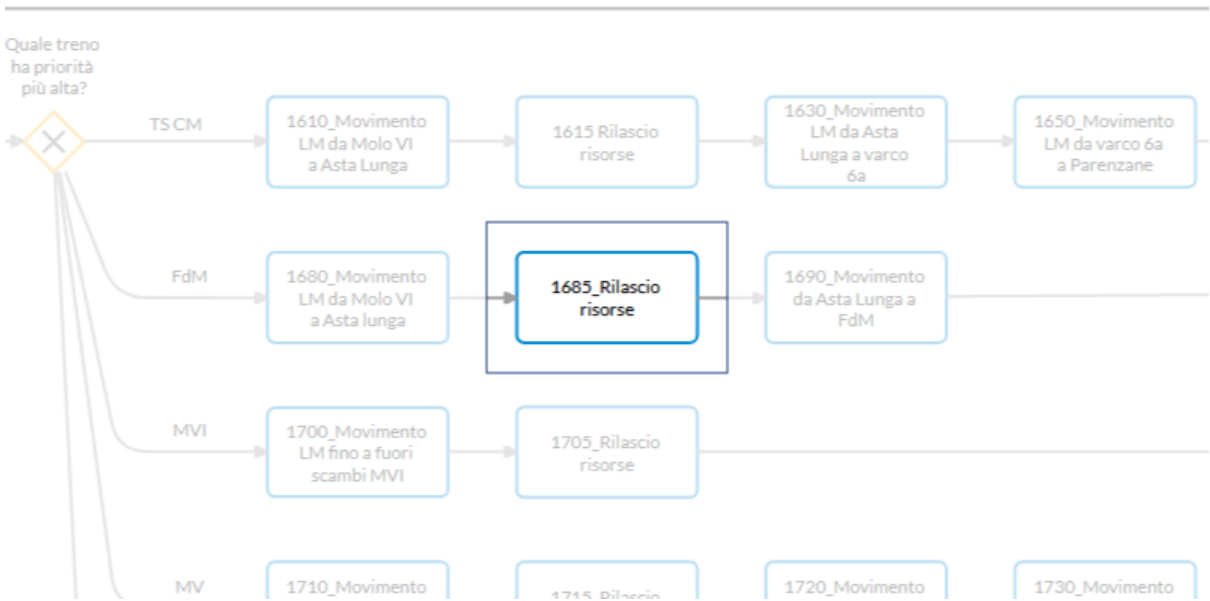 Quale treno
ha priorità
più alta?
TS CM
1610_Movimento
LM da Molo VI
a Asta Lunga
1615 Rilascio
risorse
1630_Movimento
LM da Asta
Lunga a varco
6a
1650_Movimento
LM da varco 6a
a Parenzane
FdM
1680_Movimento
LM da Molo VI
a Asta lunga
1685_Rilascio
risorse
1690_Movimento
da Asta Lunga a
FdM
MVI
1700_Movimento
LM fino a fuori
scambi MVI
1705_Rilascio
risorse
MV
1710_Movimento
1715_Rilascio
1720_Movimento
1730_Movimento